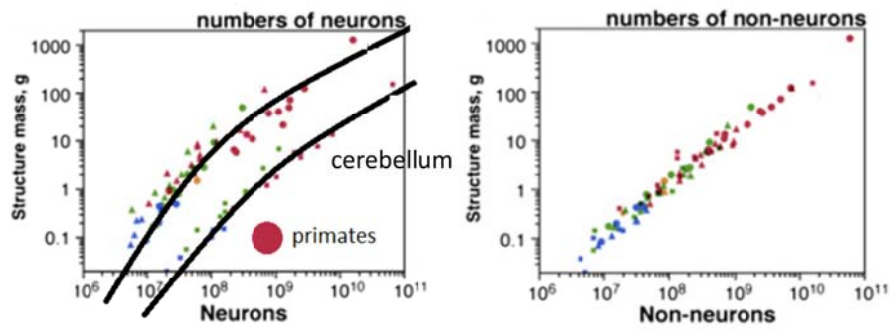 numbers of neurons
Structure mass, g
1000
100
10
1
0.1
cerebellum
primates
10⁶ 10⁷ 10⁸ 10⁹ 10¹⁰ 10¹¹
Neurons
numbers of non-neurons
Structure mass, g
1000
100
10
1
0.1
10⁶ 10⁷ 10⁸ 10⁹ 10¹⁰ 10¹¹
Non-neurons